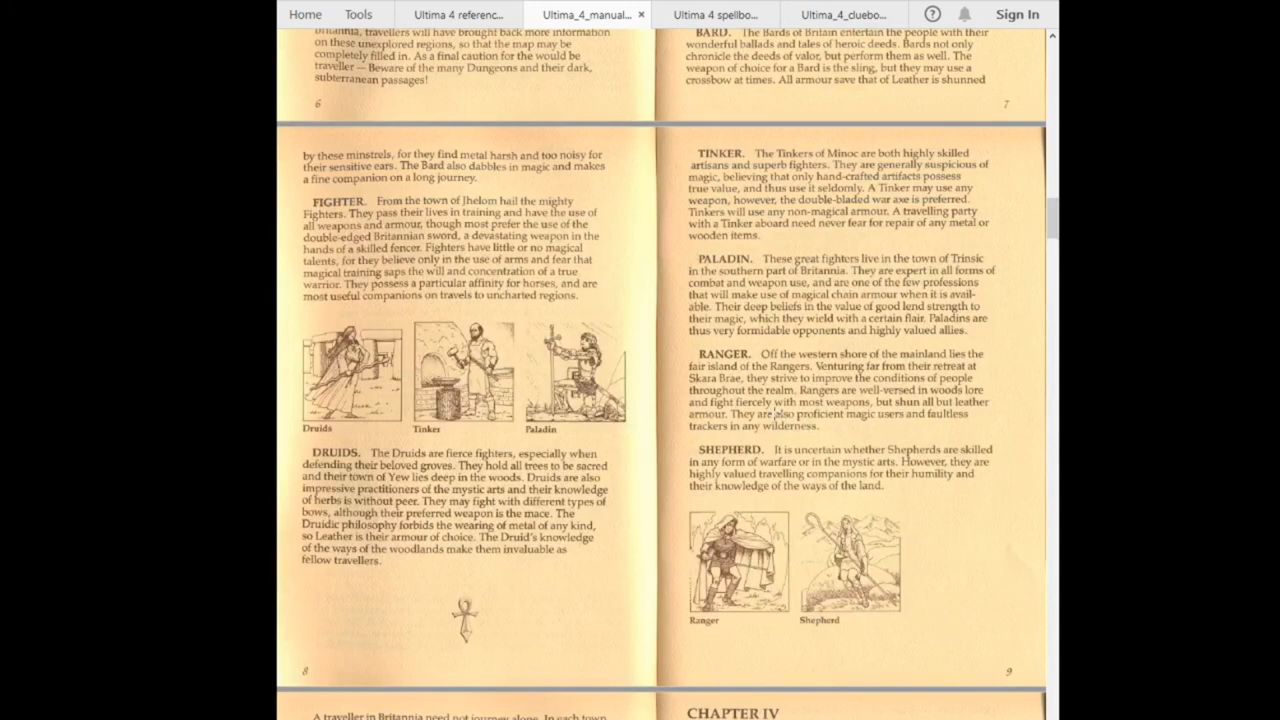 Home
Tools
Ultima 4 referenc...
Ultima_4_manual... ×
Ultima 4 spellbo...
Ultima_4_cluebo...
?
Sign In
Britannia, travellers will have brought back more information
on these unexplored regions, so that the map may be
completely filled in. As a final caution for the would be
traveller — Beware of the many Dungeons and their dark,
subterranean passages!
6
BARD. The Bards of Britain entertain the people with their
wonderful ballads and tales of heroic deeds. Bards not only
chronicle the deeds of valor, but perform them as well. The
weapon of choice for a Bard is the sling, but they may use a
crossbow at times. All armour save that of Leather is shunned
7
by these minstrels, for they find metal harsh and too noisy for
their sensitive ears. The Bard also dabbles in magic and makes
a fine companion on a long journey.
FIGHTER. From the town of Jhelom hail the mighty
Fighters. They pass their lives in training and have the use of
all weapons and armour, though most prefer the use of the
double-edged Britannian sword, a devastating weapon in the
hands of a skilled fencer. Fighters have little or no magical
talents, for they believe only in the use of arms and fear that
magical training saps the will and concentration of a true
warrior. They possess a particular affinity for horses, and are
most useful companions on travels to uncharted regions.
Druids
Tinker
Paladin
DRUIDS. The Druids are fierce fighters, especially when
defending their beloved groves. They hold all trees to be sacred
and their town of Yew lies deep in the woods. Druids are also
impressive practitioners of the mystic arts and their knowledge
of herbs is without peer. They may fight with different types of
bows, although their preferred weapon is the mace. The
Druidic philosophy forbids the wearing of metal of any kind,
so Leather is their armour of choice. The Druid's knowledge
of the ways of the woodlands make them invaluable as
fellow travellers.
8
TINKER. The Tinkers of Minoc are both highly skilled
artisans and superb fighters. They are generally suspicious of
magic, believing that only hand-crafted artifacts possess
true value, and thus use it seldomly. A Tinker may use any
weapon, however, the double-bladed war axe is preferred.
Tinkers will use any non-magical armour. A travelling party
with a Tinker aboard need never fear for repair of any metal or
wooden items.
PALADIN. These great fighters live in the town of Trinsic
in the southern part of Britannia. They are expert in all forms of
combat and weapon use, and are one of the few professions
that will make use of magical chain armour when it is avail-
able. Their deep beliefs in the value of good lend strength to
their magic, which they wield with a certain flair. Paladins are
thus very formidable opponents and highly valued allies.
RANGER. Off the western shore of the mainland lies the
fair island of the Rangers. Venturing far from their retreat at
Skara Brae, they strive to improve the conditions of people
throughout the realm. Rangers are well-versed in woods lore
and fight fiercely with most weapons, but shun all but leather
armour. They are also proficient magic users and faultless
trackers in any wilderness.
SHEPHERD. It is uncertain whether Shepherds are skilled
in any form of warfare or in the mystic arts. However, they are
highly valued travelling companions for their humility and
their knowledge of the ways of the land.
Ranger
Shepherd
9
A traveller in Britannia need not journey alone. In each town
CHAPTER IV